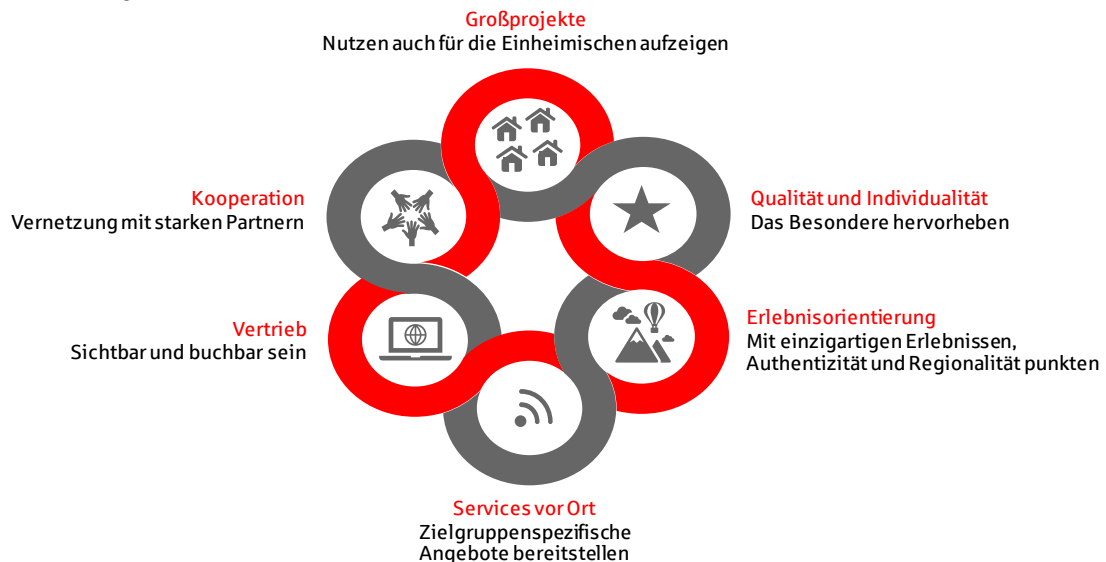 Großprojekte
Nutzen auch für die Einheimischen aufzeigen
Kooperation
Vernetzung mit starken Partnern
Qualität und Individualität
Das Besondere hervorheben
Vertrieb
Sichtbar und buchbar sein
Erlebnisorientierung
Mit einzigartigen Erlebnissen,
Authentizität und Regionalität punkten
Services vor Ort
Zielgruppenspezifische
Angebote bereitstellen